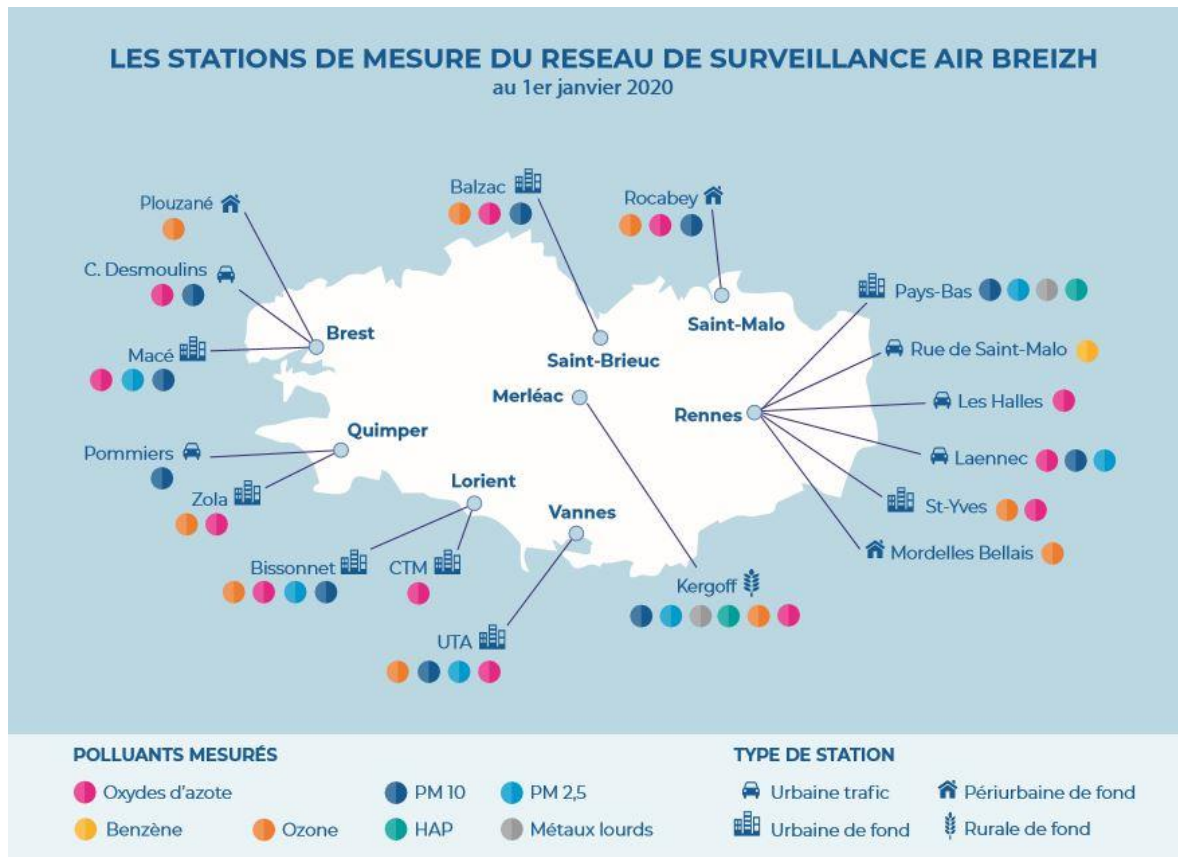 LES STATIONS DE MESURE DU RESEAU DE SURVEILLANCE AIR BREIZH
au 1er janvier 2020
Balzac
Rocabey
Plouzané
C. Desmoulins
Pays-Bas
Brest
Saint-Malo
Macé
Rue de Saint-Malo
Saint-Brieuc
Merléac
Les Halles
Rennes
Quimper
Pommiers
Laennec
Lorient
Zola
St-Yves
Vannes
Mordelles Bellais
Bissonnet
CTM
Kergoff
UTA
POLLUANTS MESURÉS
Oxydes d'azote
PM 10
PM 2,5
Benzène
Ozone
HAP
Métaux lourds
TYPE DE STATION
Urbaine trafic
Périurbaine de fond
Urbaine de fond
Rurale de fond